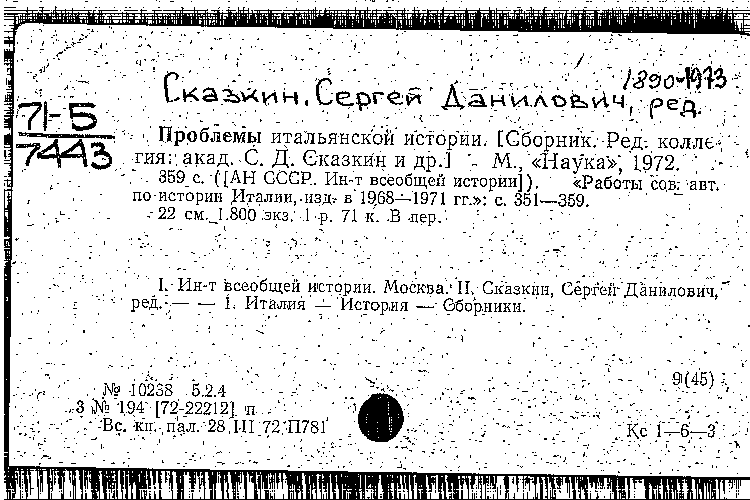 1890-1973
Сказкин, Сергей Данилович, ред.
71-5
7443
Проблемы итальянской истории. [Сборник. Ред. колле-
гия: акад. С. Д. Сказкин и др.] - М., «Наука», 1972.
359 с. ([АН СССР. Ин-т всеобщей истории]). «Работы сов. авт.
по истории Италии, изд. в 1968—1971 гг.»: с. 351—359.
22 см. 1.800 экз. 1 р. 71 к. В пер.
I. Ин-т всеобщей истории. Москва. II. Сказкин, Сергей Данилович,
ред. — — 1. Италия — История — Сборники.
9(45)
№ 10238 5.2.4
3 № 194 [72-22212] п
Вс. кн. пал. 28 III 72 П781
Кс 1—6—3